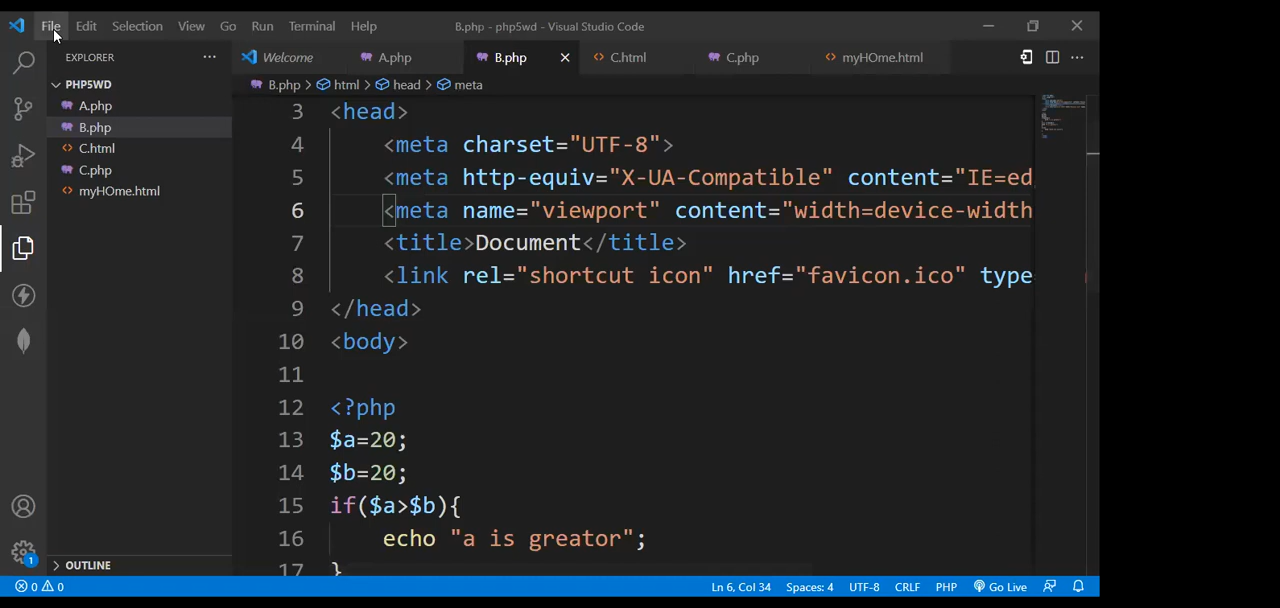 File Edit Selection View Go Run Terminal Help B.php - php5wd - Visual Studio Code
EXPLORER ··· Welcome A.php B.php C.html C.php myHOme.html ···
PHP5WD B.php > html > head > meta
A.php
B.php
C.html
C.php
myHOme.html
3 <head>
4 <meta charset="UTF-8">
5 <meta http-equiv="X-UA-Compatible" content="IE=ed
6 <meta name="viewport" content="width=device-width
7 <title>Document</title>
8 <link rel="shortcut icon" href="favicon.ico" type
9 </head>
10 <body>
11
12 <?php
13 $a=20;
14 $b=20;
15 if($a>$b){
16 echo "a is greator";
17 }
1
OUTLINE
0 0 Ln 6, Col 34 Spaces: 4 UTF-8 CRLF PHP Go Live